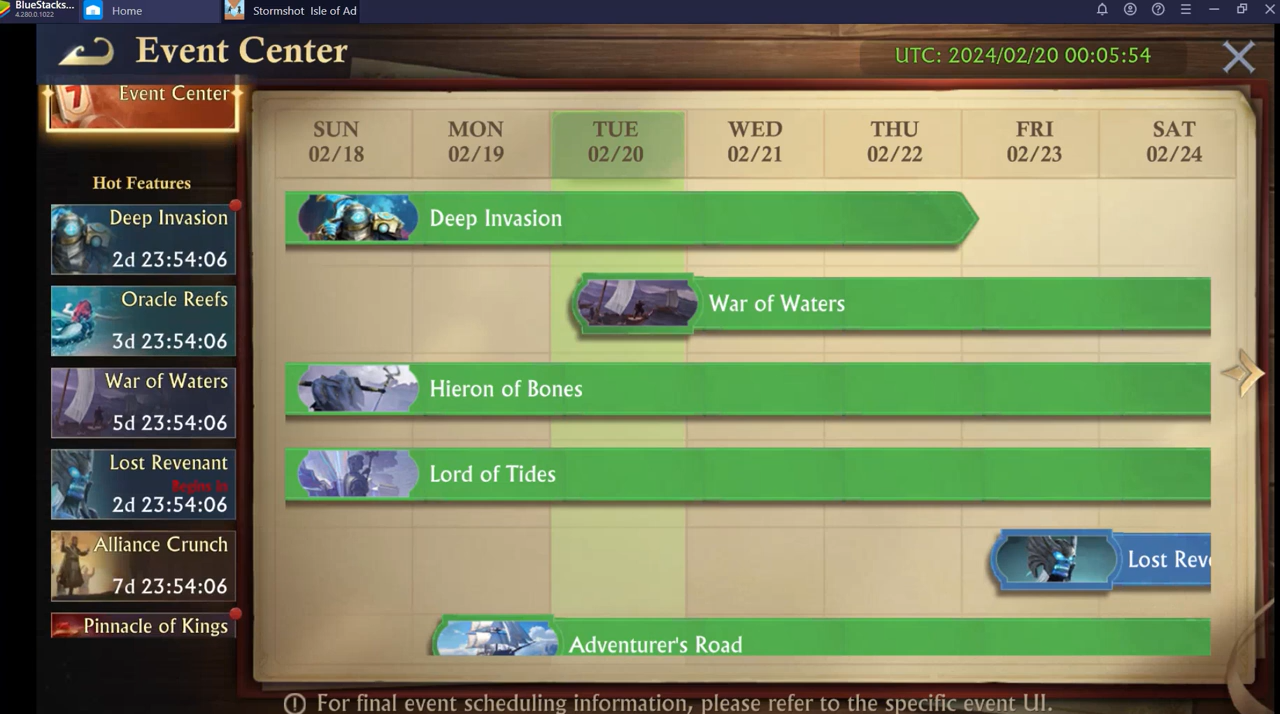 BlueStacks...
4.280.0.1022
Home
Stormshot Isle of Ad
Event Center
UTC: 2024/02/20 00:05:54
Event Center
Hot Features
Deep Invasion
2d 23:54:06
Oracle Reefs
3d 23:54:06
War of Waters
5d 23:54:06
Lost Revenant
Begins in
2d 23:54:06
Alliance Crunch
7d 23:54:06
Pinnacle of Kings
SUN MON TUE WED THU FRI SAT
02/18 02/19 02/20 02/21 02/22 02/23 02/24
Deep Invasion
War of Waters
Hieron of Bones
Lord of Tides
Lost Reve
Adventurer's Road
For final event scheduling information, please refer to the specific event UI.